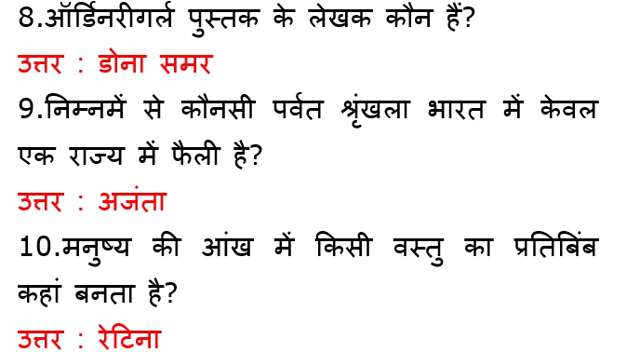 8.ऑर्डिनरीगर्ल पुस्तक के लेखक कौन हैं?
उत्तर : डोना समर
9.निम्नमें से कौनसी पर्वत श्रृंखला भारत में केवल
एक राज्य में फैली है?
उत्तर : अजंता
10.मनुष्य की आंख में किसी वस्तु का प्रतिबिंब
कहां बनता है?
उत्तर : रेटिना